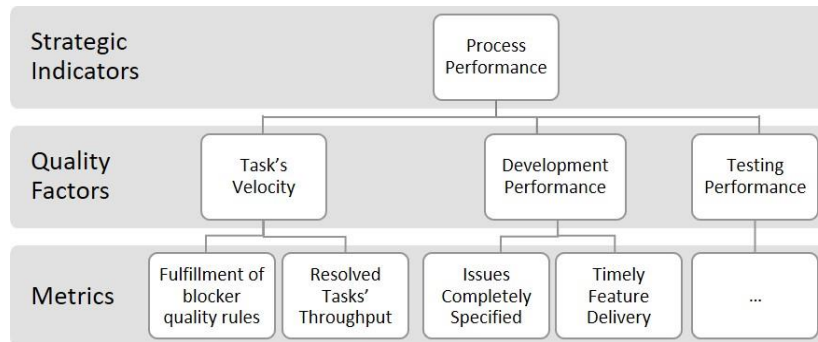 Strategic
Indicators
Process
Performance
Quality
Factors
Task's
Velocity
Development
Performance
Testing
Performance
Metrics
Fulfillment of
blocker
quality rules
Resolved
Tasks'
Throughput
Issues
Completely
Specified
Timely
Feature
Delivery
...